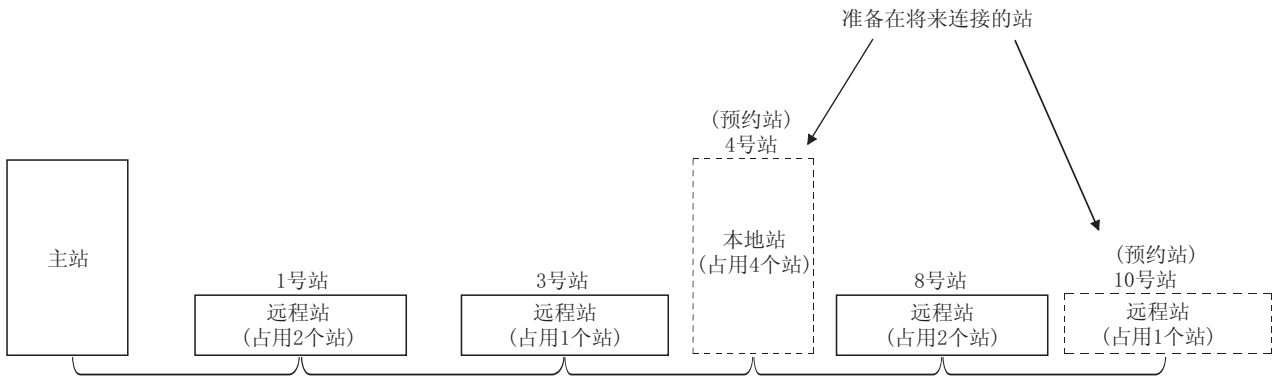 准备在将来连接的站
(预约站)
4号站
主站
本地站
(占用4个站)
(预约站)
1号站
3号站
8号站
10号站
远程站
(占用2个站)
远程站
(占用1个站)
远程站
(占用2个站)
远程站
(占用1个站)